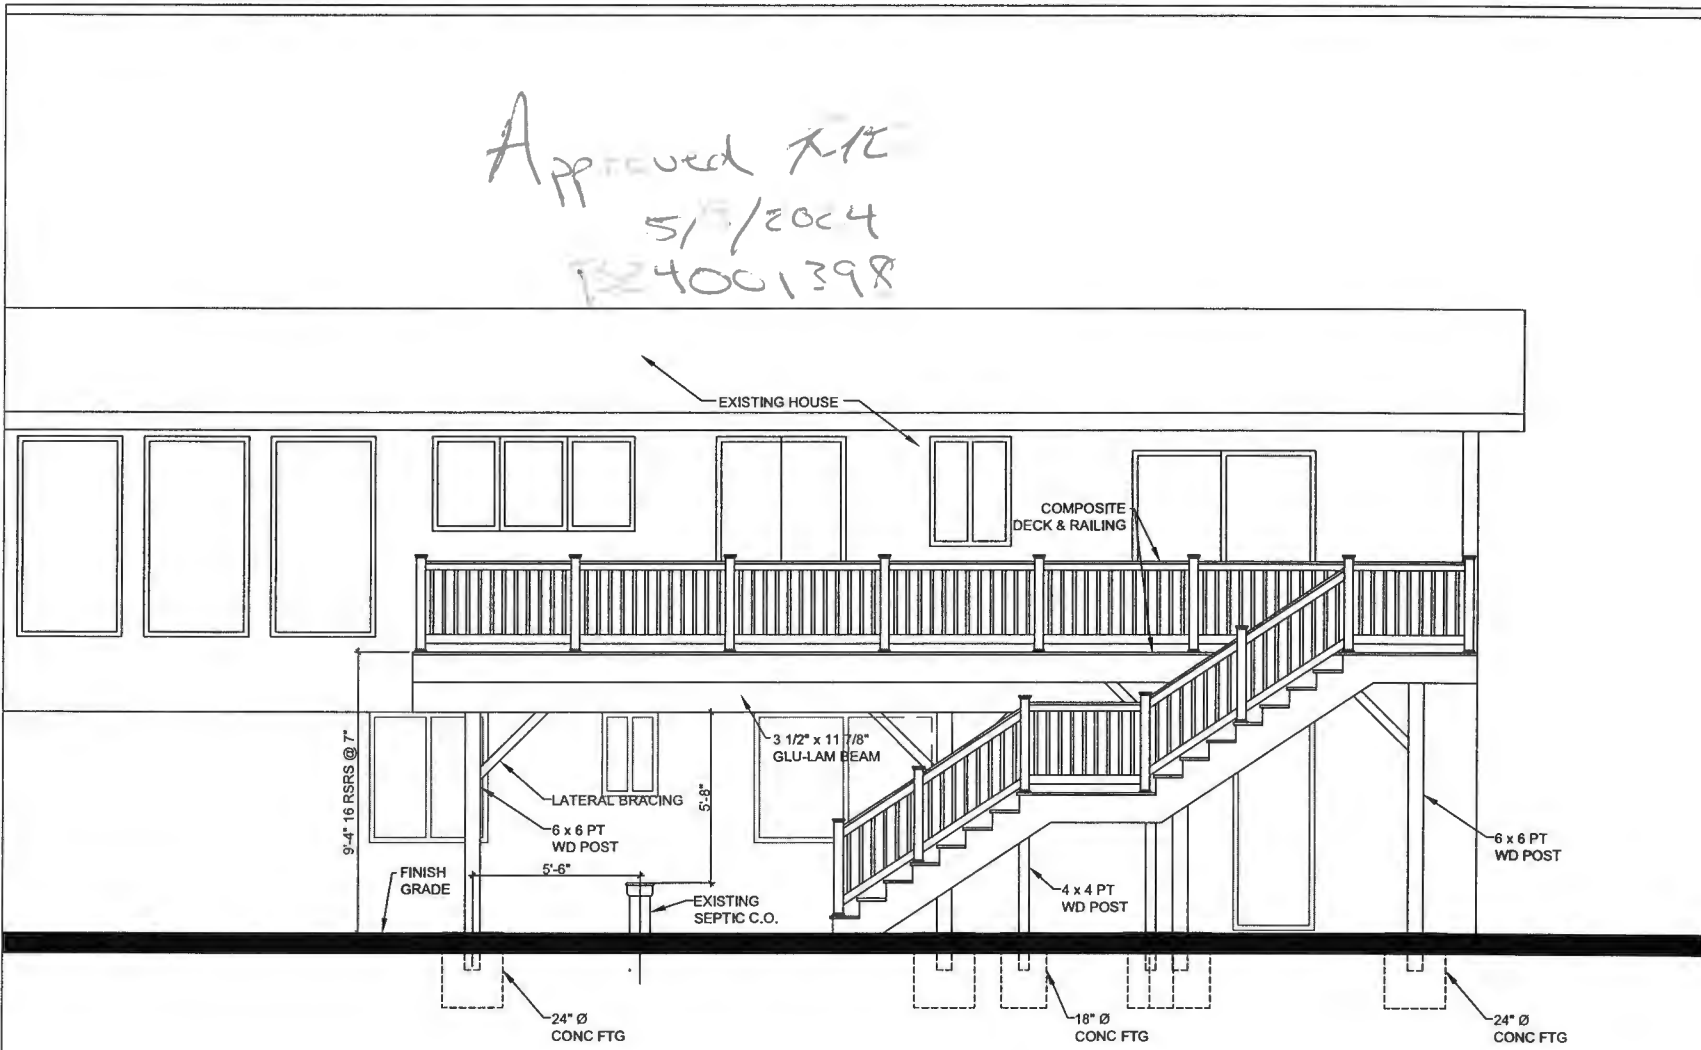 Approved
4001398
EXISTING HOUSE
COMPOSITE
DECK & RAILING
3 1/2" x 11 7/8"
GLU-LAM BEAM
9'-4" 16 RSRS @ 7"
LATERAL BRACING
5'-8"
6 x 6 PT
WD POST
5'-6"
FINISH
GRADE
EXISTING
SEPTIC C.O.
4 x 4 PT
WD POST
6 x 6 PT
WD POST
24" Ø
CONC FTG
18" Ø
CONC FTG
24" Ø
CONC FTG